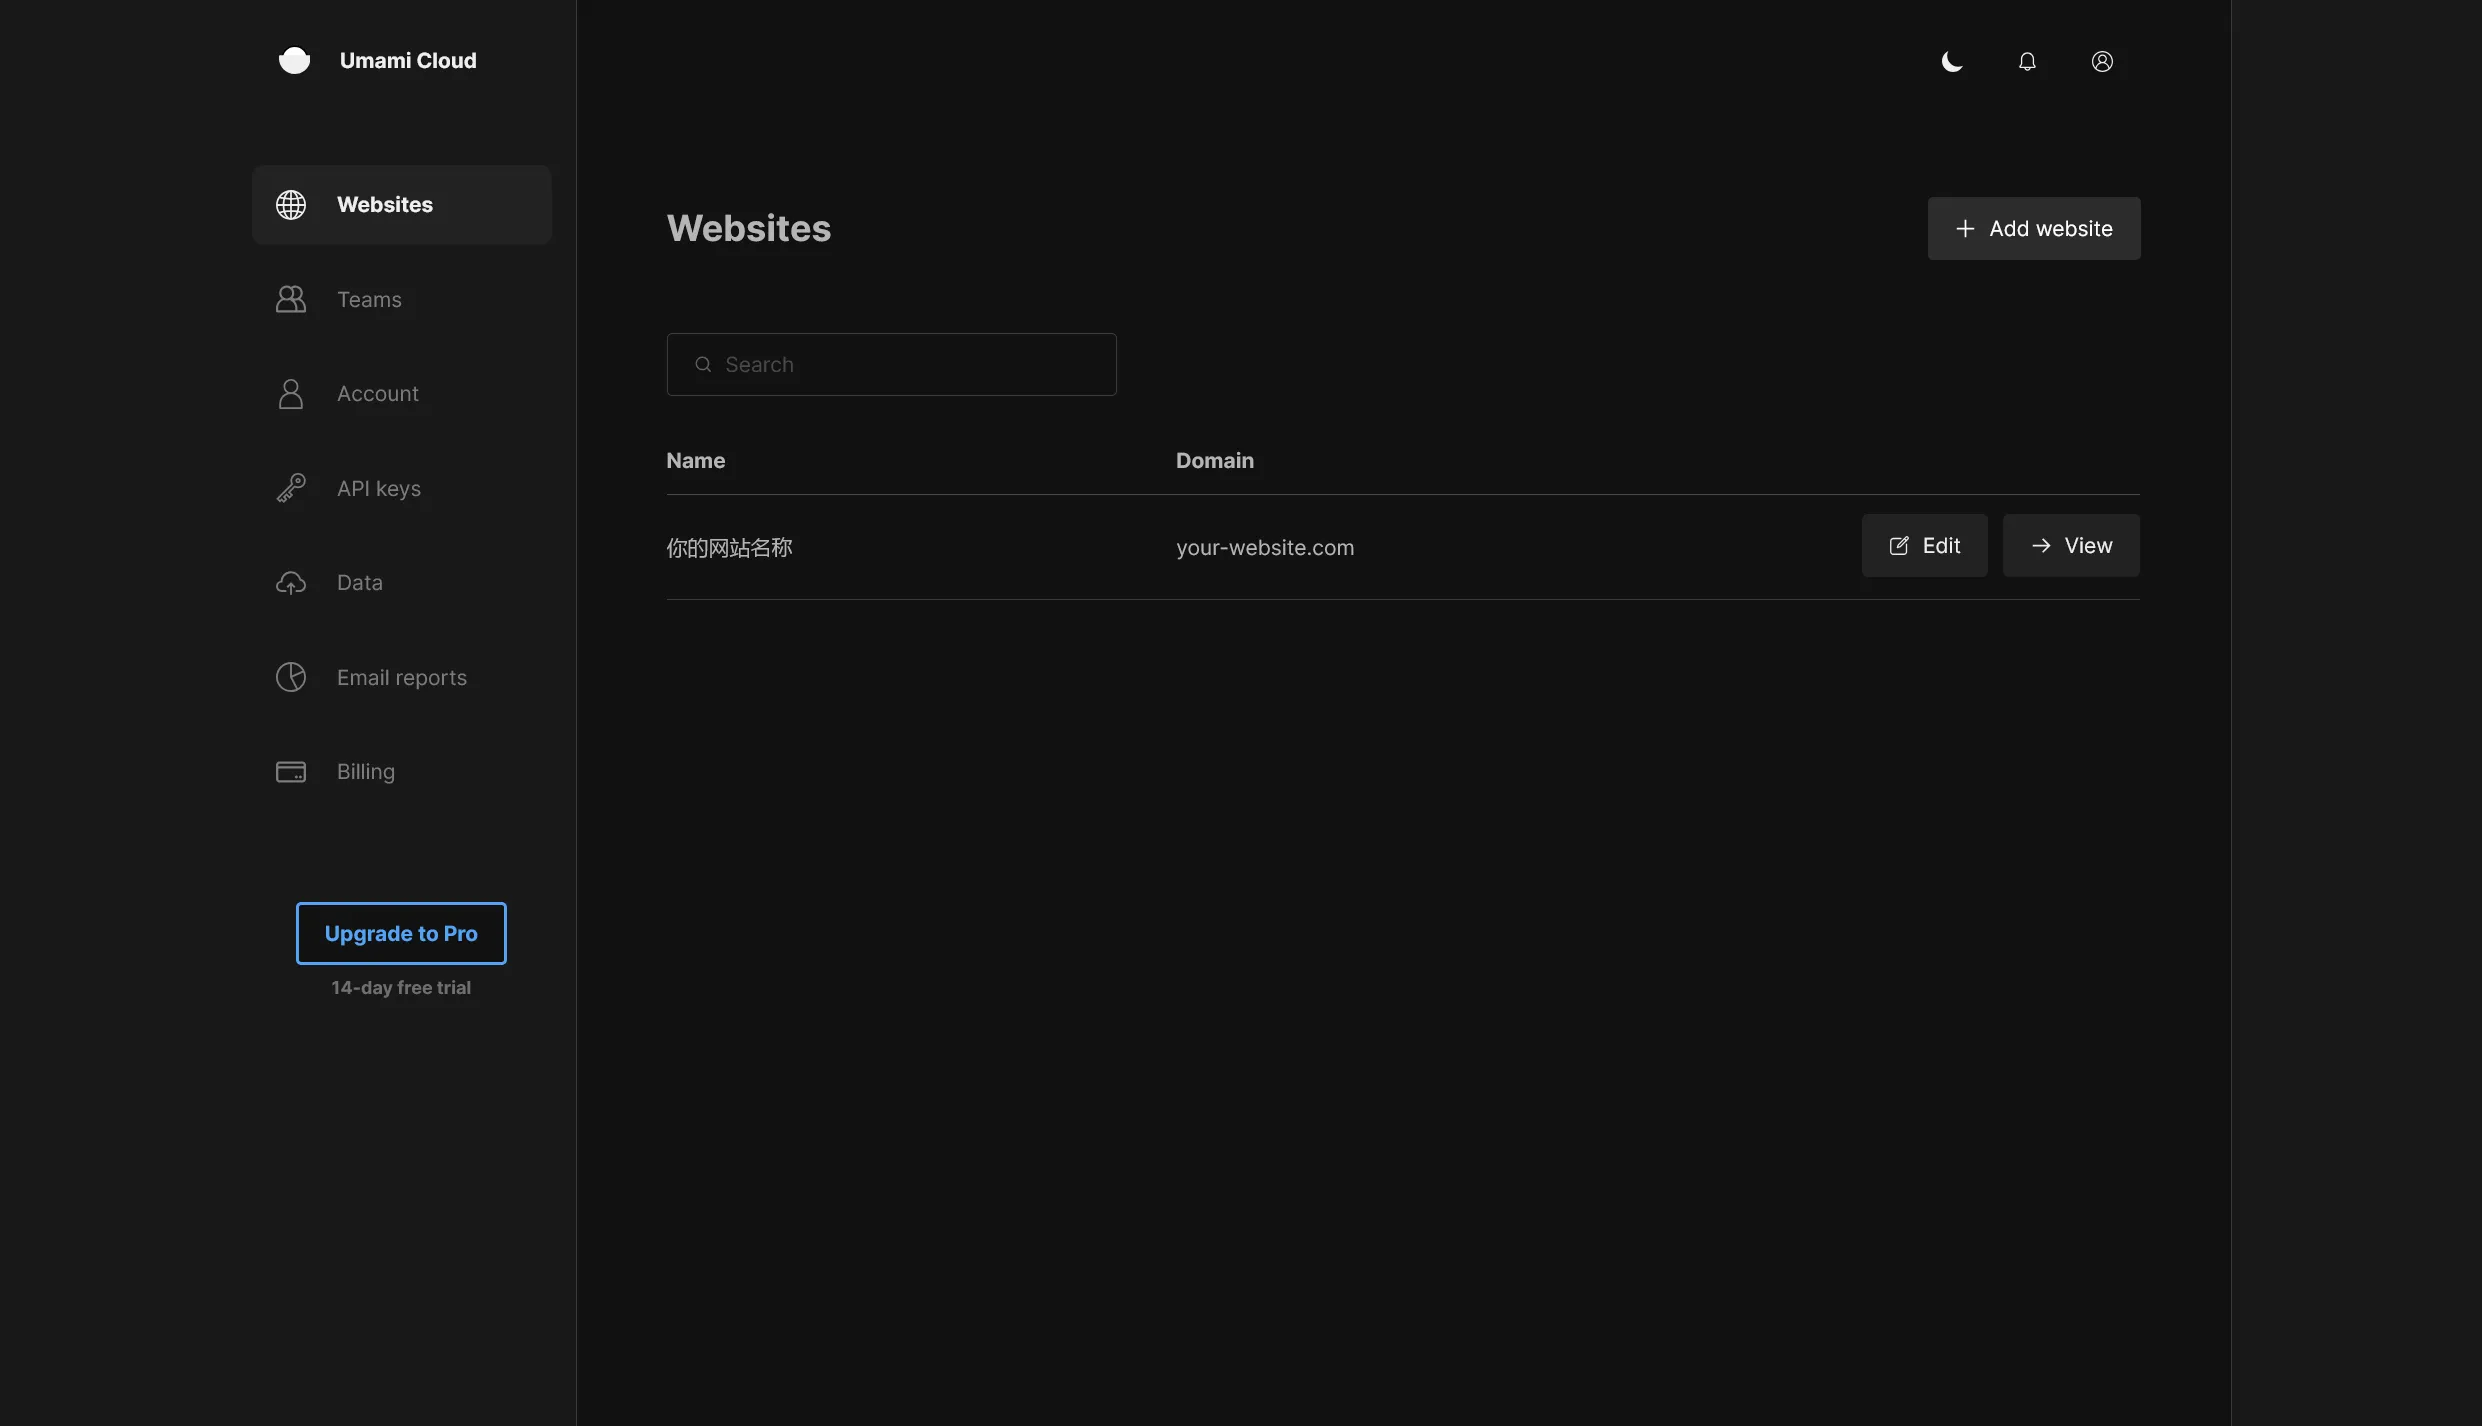 Umami Cloud
Websites
Teams
Account
API keys
Data
Email reports
Billing
Upgrade to Pro
14-day free trial
Websites
Add website
Search
Name Domain
你的网站名称 your-website.com Edit View